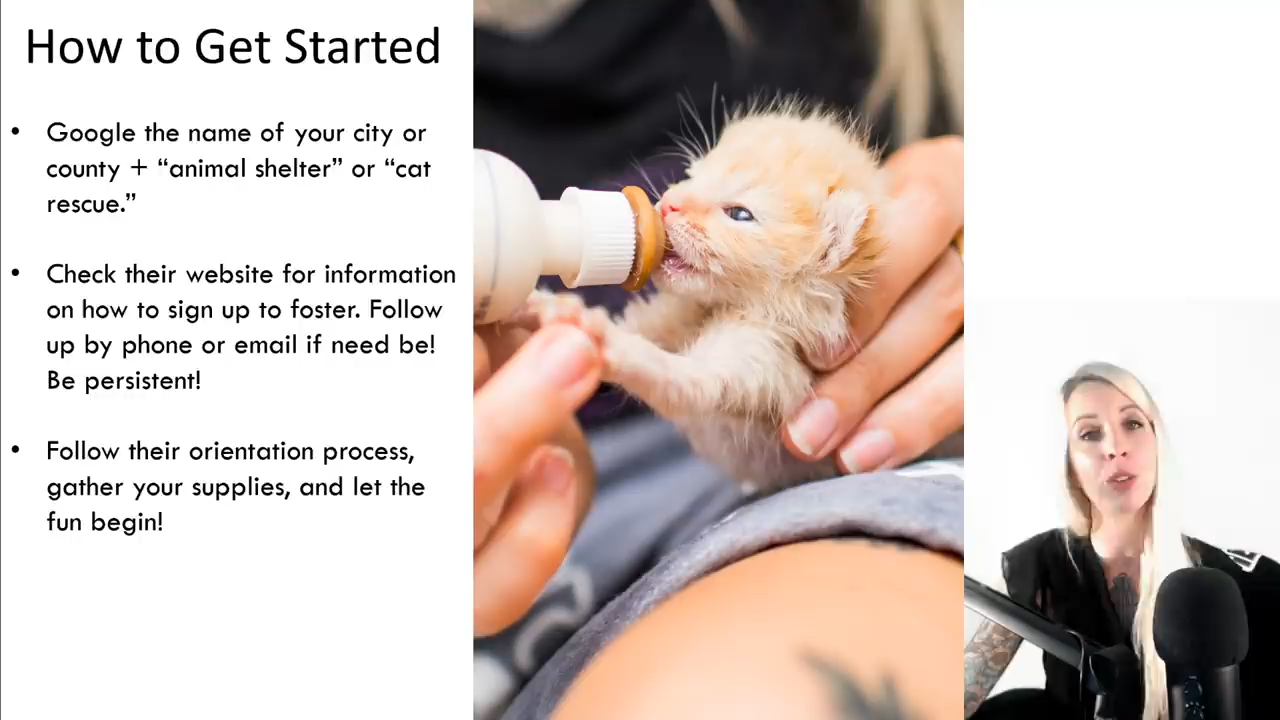 How to Get Started
• Google the name of your city or
county + “animal shelter” or “cat
rescue.”
• Check their website for information
on how to sign up to foster. Follow
up by phone or email if need be!
Be persistent!
• Follow their orientation process,
gather your supplies, and let the
fun begin!